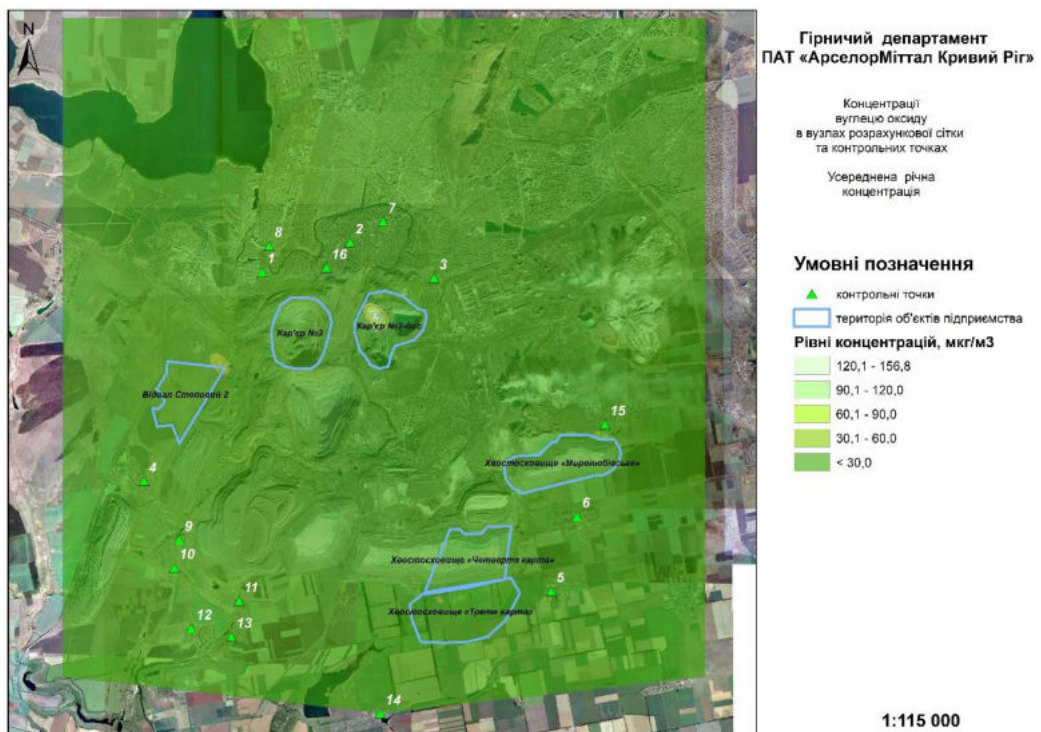 N
Гірничий департамент
ПАТ «АрселорМіттал Кривий Ріг»
Концентрації
вуглецю оксиду
в вузлах розрахункової сітки
та контрольних точках
Усереднена річна
концентрація
7
2
8
16
1
3
Кар'єр №3
Кар'єр №2-біс
Умовні позначення
контрольні точки
територія об'єктів підприємства
Рівні концентрацій, мкг/м3
120,1 - 156,8
90,1 - 120,0
60,1 - 90,0
30,1 - 60,0
< 30,0
Відвал Степовий 2
15
Хвостосховище «Миролюбівське»
4
6
9
10
Хвостосховище «Четверта карта»
5
11
Хвостосховище «Третя карта»
12
13
14
1:115 000